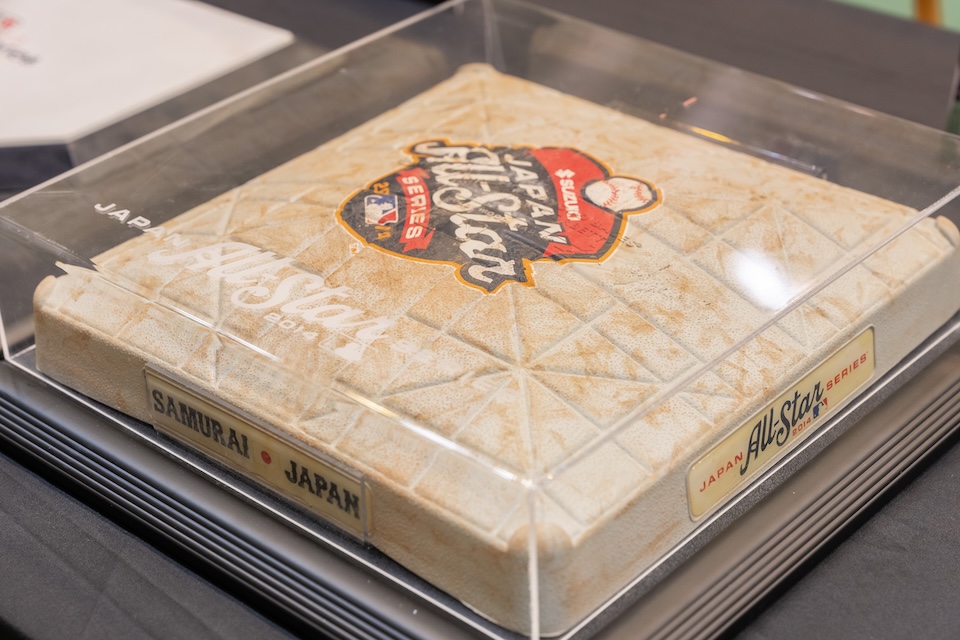 JAPAN
All-Star
2014
SUZUKI
JAPAN
All-Star
SERIES
SAMURAI JAPAN
JAPAN All-Star SERIES
2014